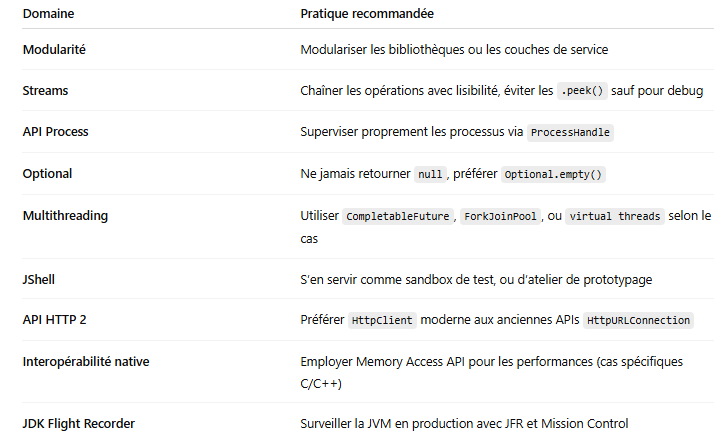 Domaine Pratique recommandée
Modularité Modulariser les bibliothèques ou les couches de service
Streams Chaîner les opérations avec lisibilité, éviter les .peek() sauf pour debug
API Process Superviser proprement les processus via ProcessHandle
Optional Ne jamais retourner null, préférer Optional.empty()
Multithreading Utiliser CompletableFuture, ForkJoinPool, ou virtual threads selon le
cas
JShell S'en servir comme sandbox de test, ou d'atelier de prototypage
API HTTP 2 Préférer HttpClient moderne aux anciennes APIs HttpURLConnection
Interopérabilité native Employer Memory Access API pour les performances (cas spécifiques
C/C++)
JDK Flight Recorder Surveiller la JVM en production avec JFR et Mission Control